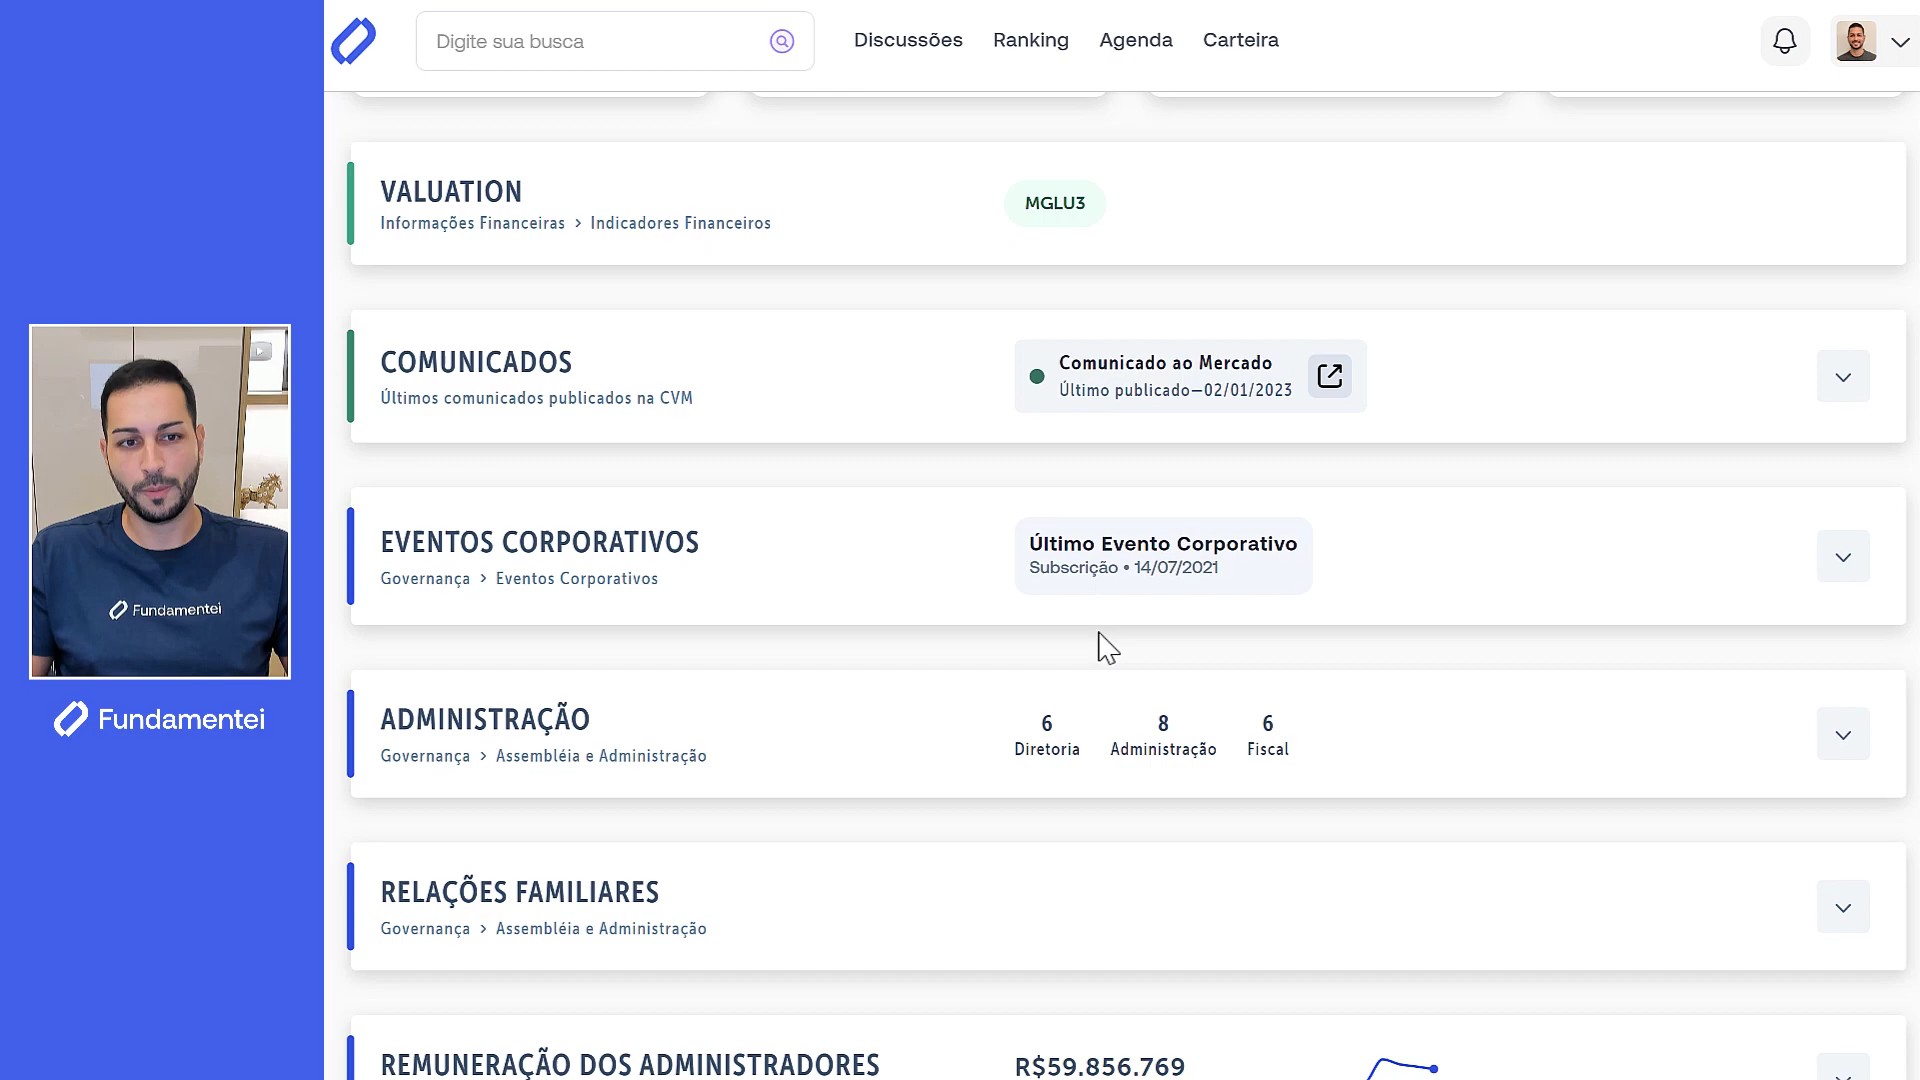 Digite sua busca
Discussões
Ranking
Agenda
Carteira
VALUATION
Informações Financeiras > Indicadores Financeiros
MGLU3
COMUNICADOS
Últimos comunicados publicados na CVM
Comunicado ao Mercado
Último publicado—02/01/2023
EVENTOS CORPORATIVOS
Governança > Eventos Corporativos
Último Evento Corporativo
Subscrição • 14/07/2021
Fundamentei
Fundamentei
ADMINISTRAÇÃO
Governança > Assembléia e Administração
6
Diretoria
8
Administração
6
Fiscal
RELAÇÕES FAMILIARES
Governança > Assembléia e Administração
REMUNERAÇÃO DOS ADMINISTRADORES
R$59.856.769